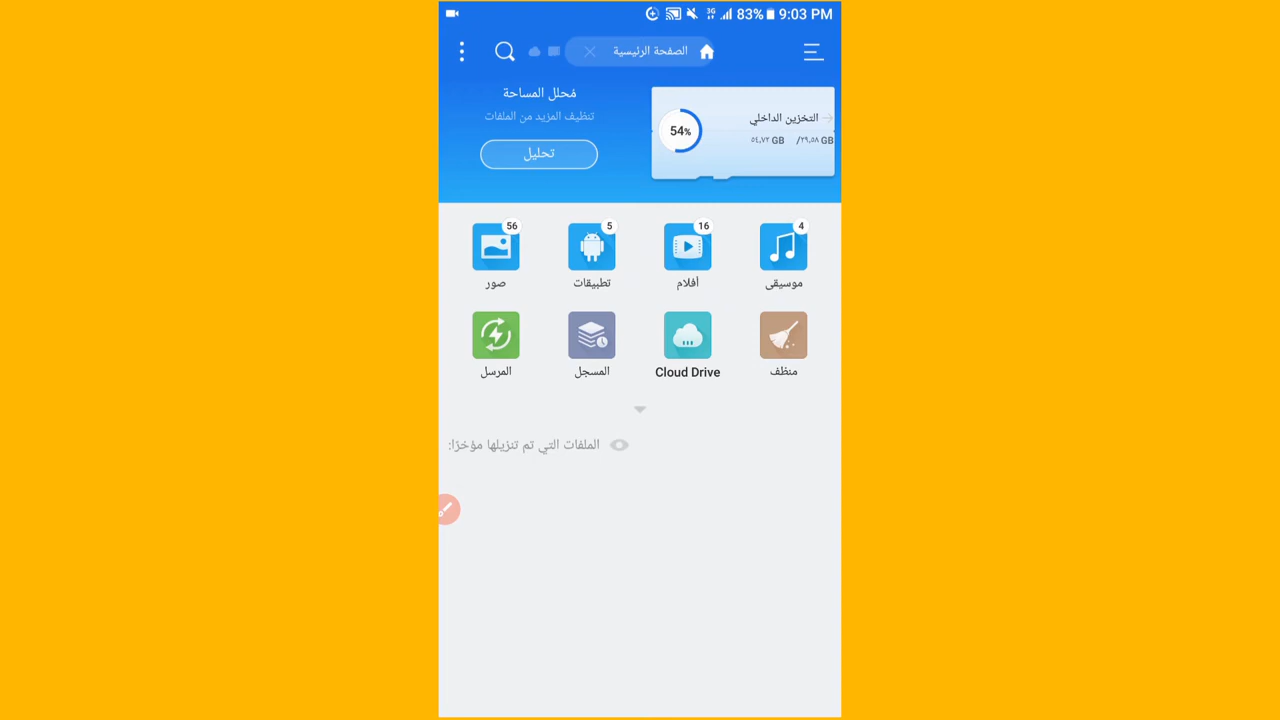 3G 83% 9:03 PM
الصفحة الرئيسية
التخزين الداخلي
٢٩,٥٨ GB/ ٥٤,٧٢ GB
54%
مُحلل المساحة
تنظيف المزيد من الملفات
تحليل
4 16 5 56
موسيقى أفلام تطبيقات صور
منظف Cloud Drive المسجل المرسل
الملفات التي تم تنزيلها مؤخرًا: